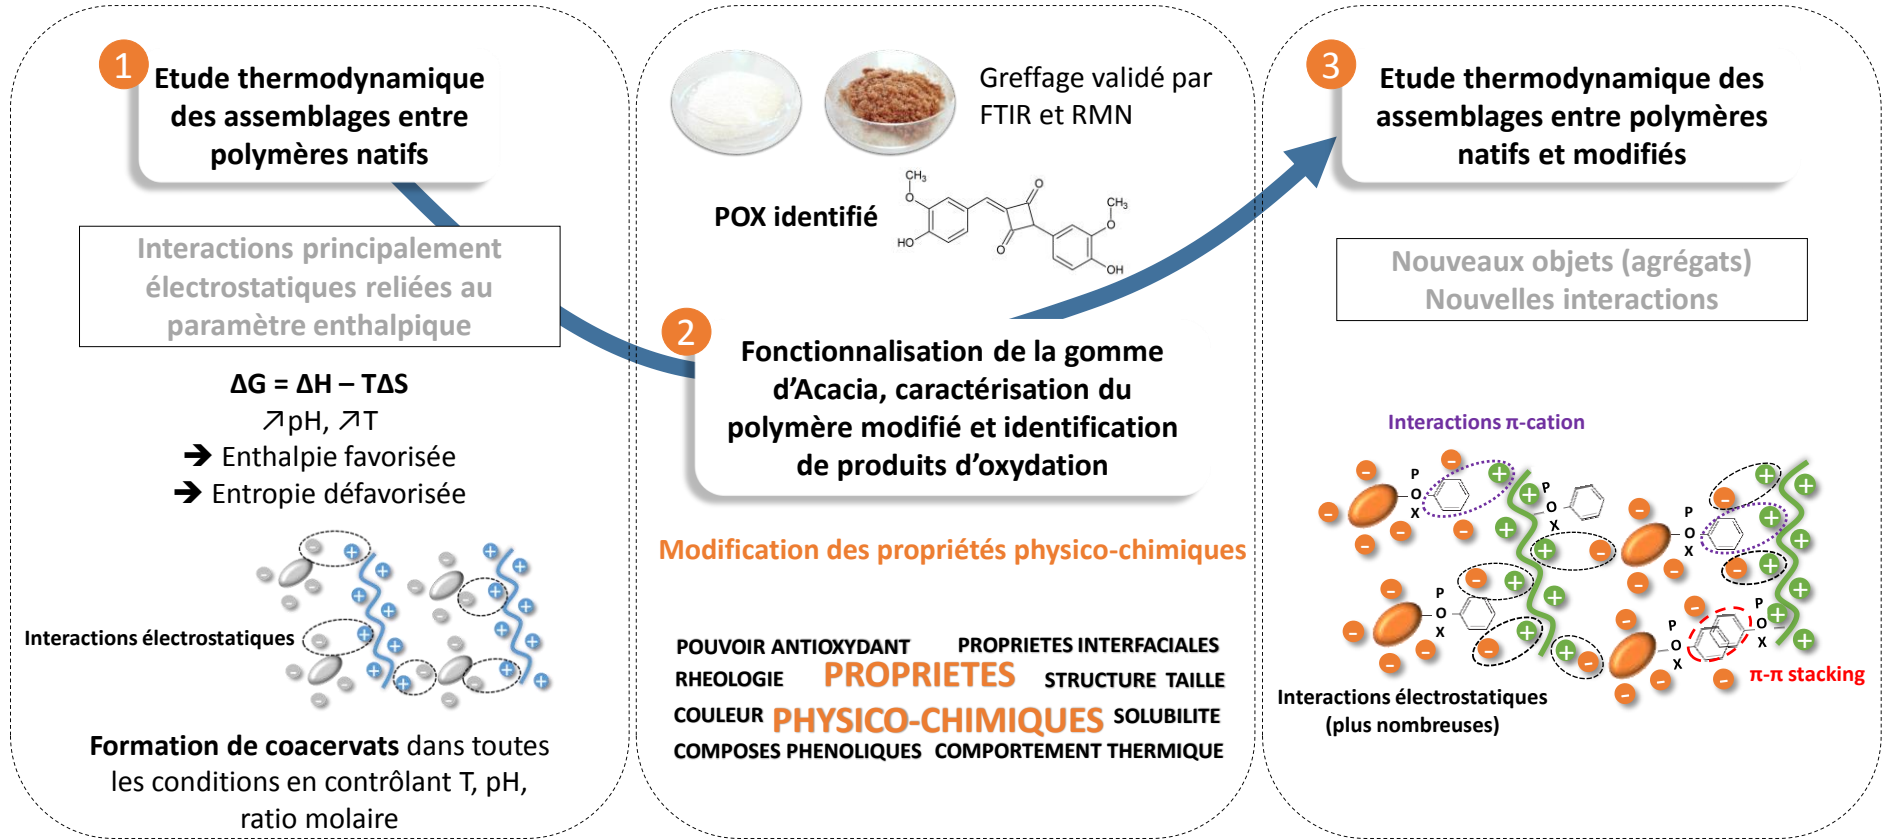 1
Etude thermodynamique
des assemblages entre
polymères natifs
Interactions principalement
électrostatiques reliées au
paramètre enthalpique
ΔG = ΔH – TΔS
↗pH, ↗T
➔ Enthalpie favorisée
➔ Entropie défavorisée
Interactions électrostatiques
Formation de coacervats dans toutes
les conditions en contrôlant T, pH,
ratio molaire
Greffage validé par
FTIR et RMN
POX identifié
CH₃
O
HO
O
O
O
CH₃
OH
2
Fonctionnalisation de la gomme
d’Acacia, caractérisation du
polymère modifié et identification
de produits d’oxydation
Modification des propriétés physico-chimiques
POUVOIR ANTIOXYDANT PROPRIETES INTERFACIALES
RHEOLOGIE PROPRIETES STRUCTURE TAILLE
COULEUR PHYSICO-CHIMIQUES SOLUBILITE
COMPOSES PHENOLIQUES COMPORTEMENT THERMIQUE
3
Etude thermodynamique des
assemblages entre polymères
natifs et modifiés
Nouveaux objets (agrégats)
Nouvelles interactions
Interactions π-cation
P
O
X
P
O
X
P
O
X
P
O
X
P
O
X
P
O
X
π-π stacking
Interactions électrostatiques
(plus nombreuses)